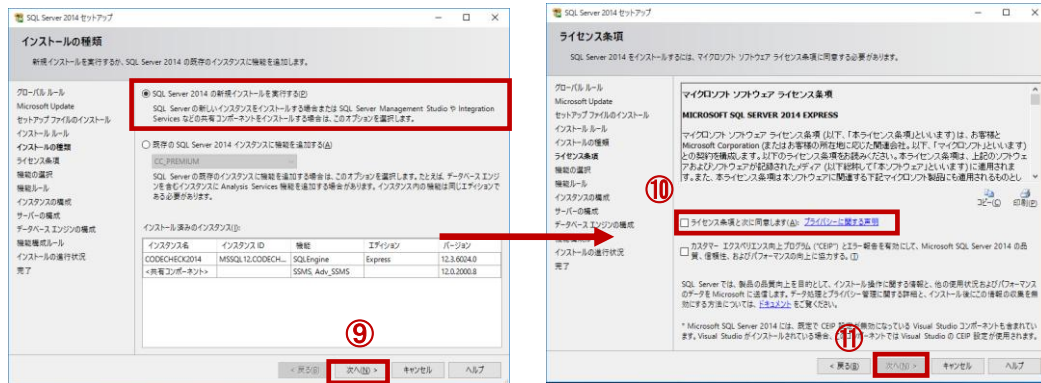 SQL Server 2014 セットアップ
インストールの種類
新規インストールを実行するか、SQL Server 2014 の既存のインスタンスに機能を追加します。
グローバル ルール
Microsoft Update
セットアップ ファイルのインストール
インストール ルール
インストールの種類
ライセンス条項
機能の選択
機能ルール
インスタンスの構成
サーバーの構成
データベース エンジンの構成
機能構成ルール
インストールの進行状況
完了
SQL Server 2014 の新規インストールを実行する(P)
SQL Server の新しいインスタンスをインストールする場合または SQL Server Management Studio や Integration
Services などの共有コンポーネントをインストールする場合は、このオプションを選択します。
既存の SQL Server 2014 インスタンスに機能を追加する(A)
CC_PREMIUM
SQL Server の既存のインスタンスに機能を追加する場合は、このオプションを選択します。たとえば、データベース エンジ
ンを含むインスタンスに Analysis Services 機能を追加する場合があります。インスタンス内の機能は同じエディションで
ある必要があります。
インストール済みのインスタンス(I):
インスタンス名 インスタンス ID 機能 エディション バージョン
CODECHECK2014 MSSQL12.CODECH... SQLEngine Express 12.3.6024.0
<共有コンポーネント> SSMS, Adv_SSMS 12.0.2000.8
⑨
< 戻る(B) 次へ(N) > キャンセル ヘルプ
SQL Server 2014 セットアップ
ライセンス条項
SQL Server 2014 をインストールするには、マイクロソフト ソフトウェア ライセンス条項に同意する必要があります。
グローバル ルール
Microsoft Update
セットアップ ファイルのインストール
インストール ルール
インストールの種類
ライセンス条項
機能の選択
機能ルール
インスタンスの構成
サーバーの構成
データベース エンジンの構成
機能構成ルール
インストールの進行状況
完了
マイクロソフト ソフトウェア ライセンス条項
MICROSOFT SQL SERVER 2014 EXPRESS
マイクロソフト ソフトウェア ライセンス条項 (以下、「本ライセンス条項」といいます) は、お客様と
Microsoft Corporation (またはお客様の所在地に応じた関連会社。以下、「マイクロソフト」といいます)
との契約を構成します。以下のライセンス条項をお読みください。本ライセンス条項は、上記のソフトウェ
アおよびソフトウェアが記録されたメディア (以下総称して「本ソフトウェア」といいます) に適用されま
す。また、本ライセンス条項は本ソフトウェアに関連する下記マイクロソフト製品にも適用されるものとし
コピー(C) 印刷(P)
⑩
ライセンス条項と次に同意します(A): プライバシーに関する声明
カスタマー エクスペリエンス向上プログラム ("CEIP") とエラー報告を有効にして、Microsoft SQL Server 2014 の品
質、信頼性、およびパフォーマンスの向上に協力する。(I)
SQL Server では、製品の品質向上を目的として、インストール操作に関する情報と、他の使用状況およびパフォーマンス
のデータを Microsoft に送信します。データ処理とプライバシー管理に関する詳細と、インストール後にこの情報の収集を無
効にする方法については、ドキュメント をご覧ください。
* Microsoft SQL Server 2014 には、既定で CEIP 設定が無効になっている Visual Studio コンポーネントも含まれてい
ます。Visual Studio がインストールされている場合、コンポーネントでは Visual Studio の CEIP 設定が使用されます。
⑪
< 戻る(B) 次へ(N) > キャンセル ヘルプ